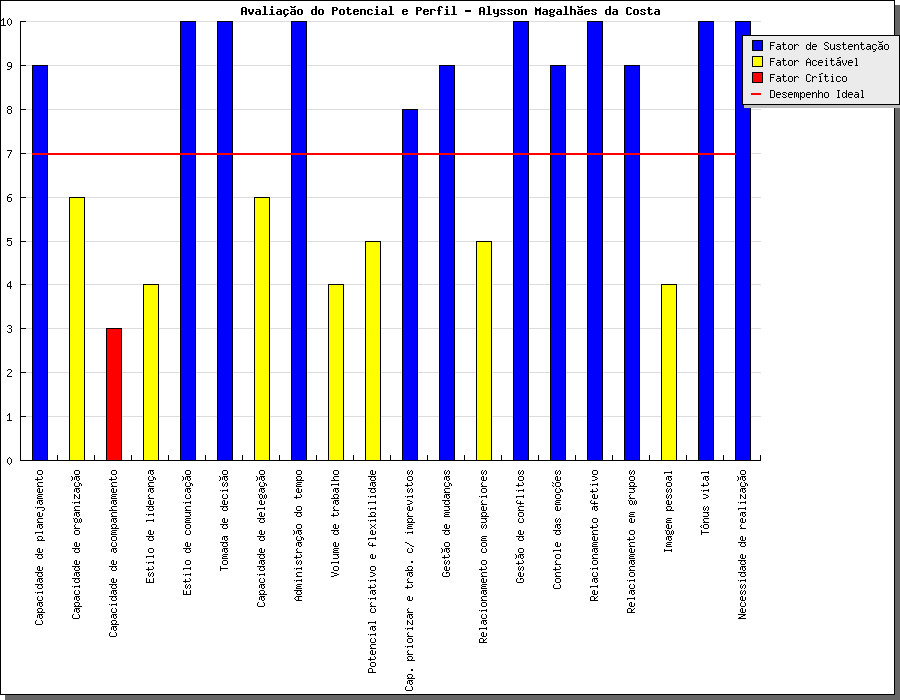 Avaliação do Potencial e Perfil - Alysson Magalhães da Costa
10
9
8
7
6
5
4
3
2
1
0
Fator de Sustentação
Fator Aceitável
Fator Crítico
Desempenho Ideal
Capacidade de planejamento
Capacidade de organização
Capacidade de acompanhamento
Estilo de liderança
Estilo de comunicação
Tomada de decisão
Capacidade de delegação
Administração do tempo
Volume de trabalho
Potencial criativo e flexibilidade
Cap. priorizar e trab. c/ imprevistos
Gestão de mudanças
Relacionamento com superiores
Gestão de conflitos
Controle das emoções
Relacionamento afetivo
Relacionamento em grupos
Imagem pessoal
Tônus vital
Necessidade de realização